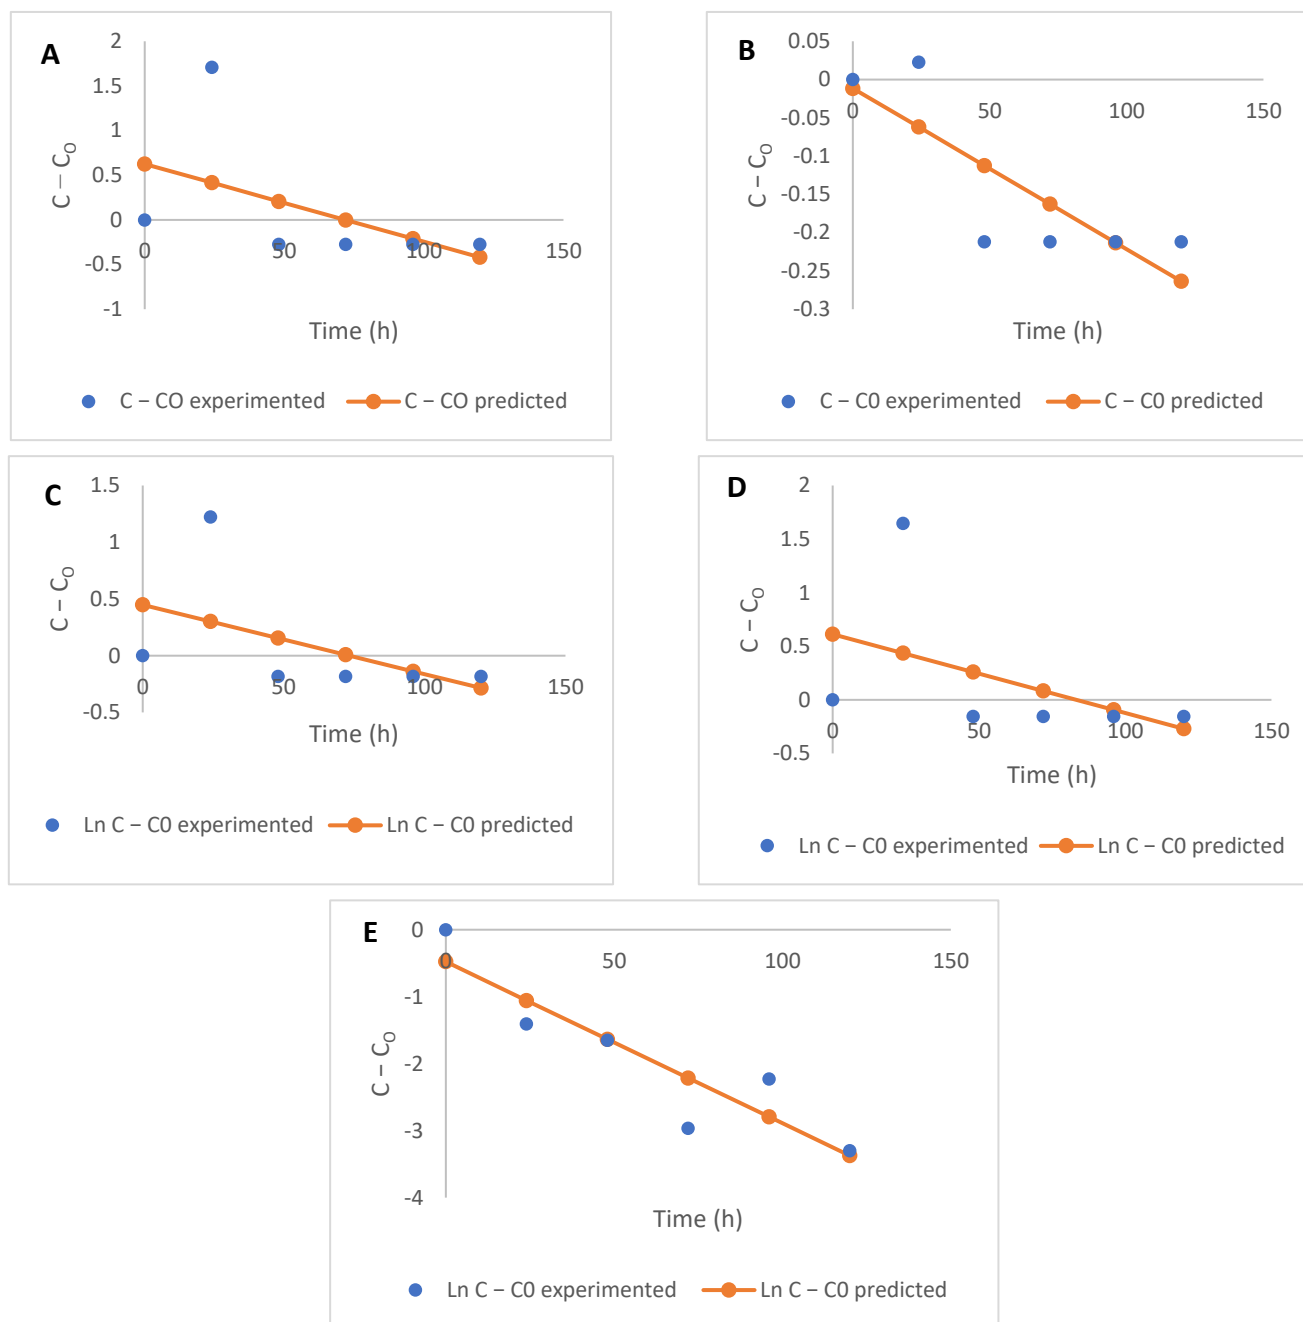 A
2
1.5
1
0.5
0
-0.5
-1
0 50 100 150
C – C₀
Time (h)
C – CO experimented C – CO predicted
B
0.05
0
-0.05
-0.1
-0.15
-0.2
-0.25
-0.3
0 50 100 150
C – C₀
Time (h)
C – C0 experimented C – C0 predicted
C
1.5
1
0.5
0
-0.5
0 50 100 150
C – C₀
Time (h)
Ln C – C0 experimented Ln C – C0 predicted
D
2
1.5
1
0.5
0
-0.5
0 50 100 150
C – C₀
Time (h)
Ln C – C0 experimented Ln C – C0 predicted
E
0
-1
-2
-3
-4
0 50 100 150
C – C₀
Time (h)
Ln C – C0 experimented Ln C – C0 predicted